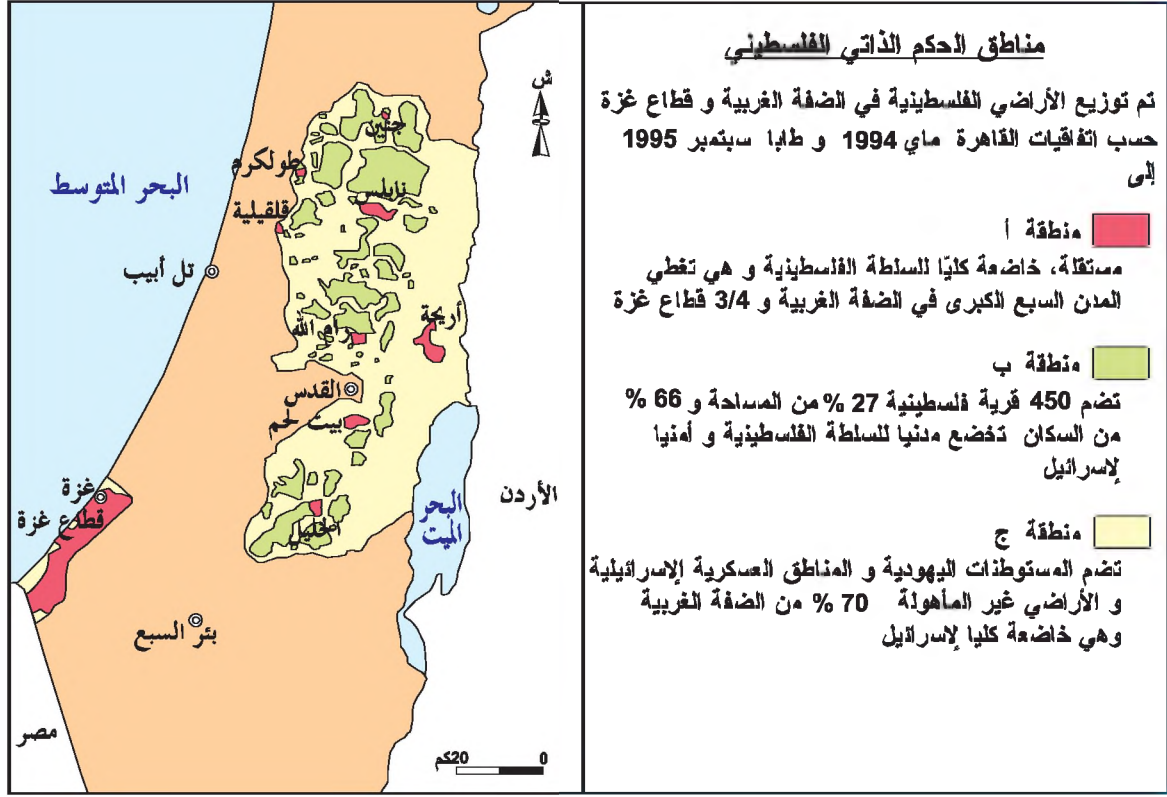 مناطق الحكم الذاتي الفلسطيني
تم توزيع الأراضي الفلسطينية في الضفة الغربية و قطاع غزة
حسب اتفاقيات القاهرة ماي 1994 و طابا سبتمبر 1995
إلى
منطقة أ
مستقلة، خاضعة كليّا للسلطة الفلسطينية و هي تغطي
المدن السبع الكبرى في الضفة الغربية و 3/4 قطاع غزة
منطقة ب
تضم 450 قرية فلسطينية 27 % من المساحة و 66 %
من السكان تخضع مدنيا للسلطة الفلسطينية و أمنيا
لإسرائيل
منطقة ج
تضم المستوطنات اليهودية و المناطق العسكرية الإسرائيلية
و الأراضي غير المأهولة 70 % من الضفة الغربية
وهي خاضعة كليا لإسرائيل
ش
جنين
طولكرم
نابلس
قلقيلية
البحر المتوسط
تل أبيب
أريحة
رام الله
القدس
بيت لحم
غزة
قطاع غزة
الخليل
البحر
الميت
الأردن
بئر السبع
مصر
20كم
0